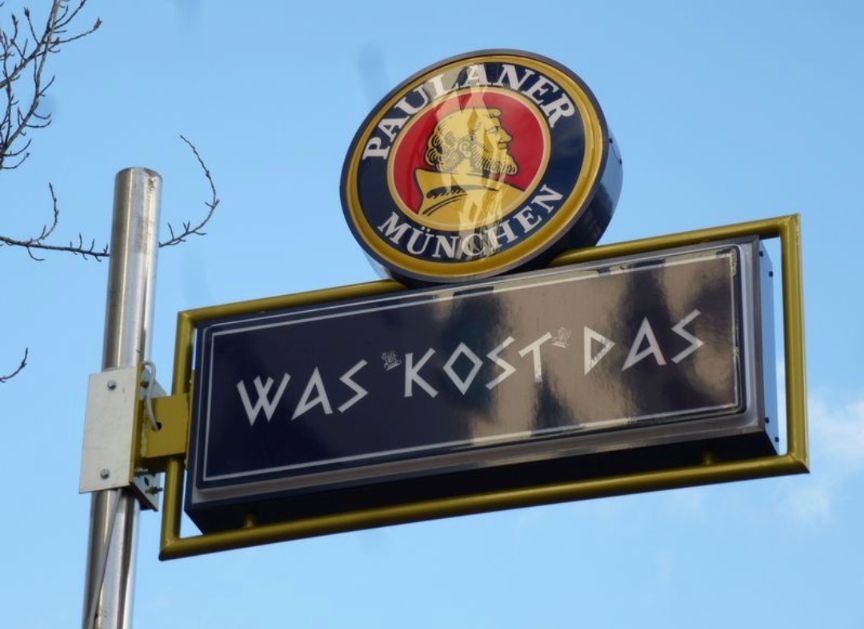 PAULANER
MÜNCHEN
WAS KOST DAS